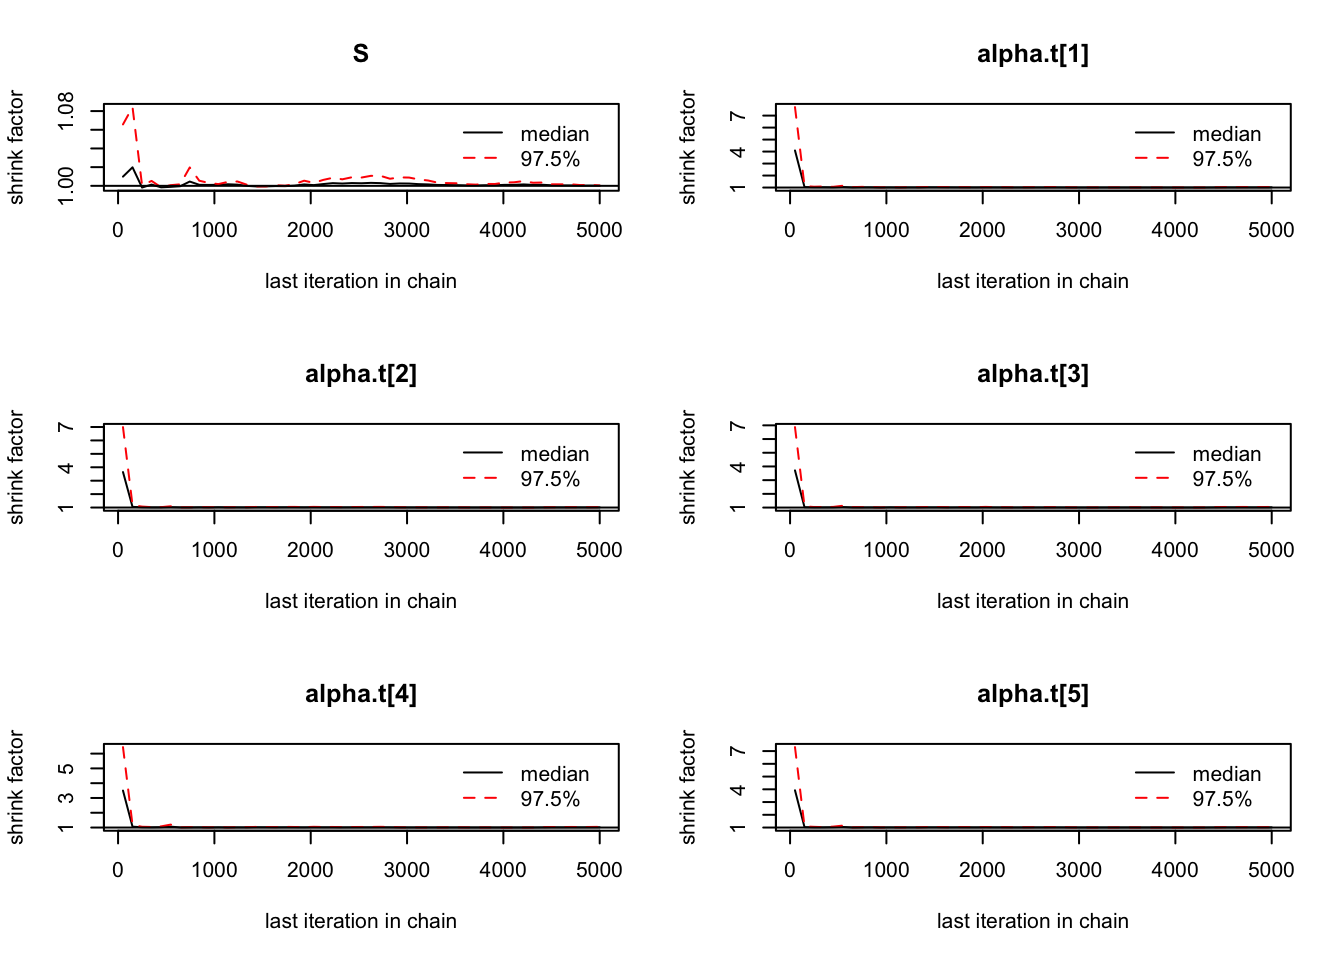 S
shrink factor
1.00 1.08
median
97.5%
0 1000 2000 3000 4000 5000
last iteration in chain
alpha.t[1]
shrink factor
1 4 7
median
97.5%
0 1000 2000 3000 4000 5000
last iteration in chain
alpha.t[2]
shrink factor
1 4 7
median
97.5%
0 1000 2000 3000 4000 5000
last iteration in chain
alpha.t[3]
shrink factor
1 4 7
median
97.5%
0 1000 2000 3000 4000 5000
last iteration in chain
alpha.t[4]
shrink factor
1 3 5
median
97.5%
0 1000 2000 3000 4000 5000
last iteration in chain
alpha.t[5]
shrink factor
1 4 7
median
97.5%
0 1000 2000 3000 4000 5000
last iteration in chain